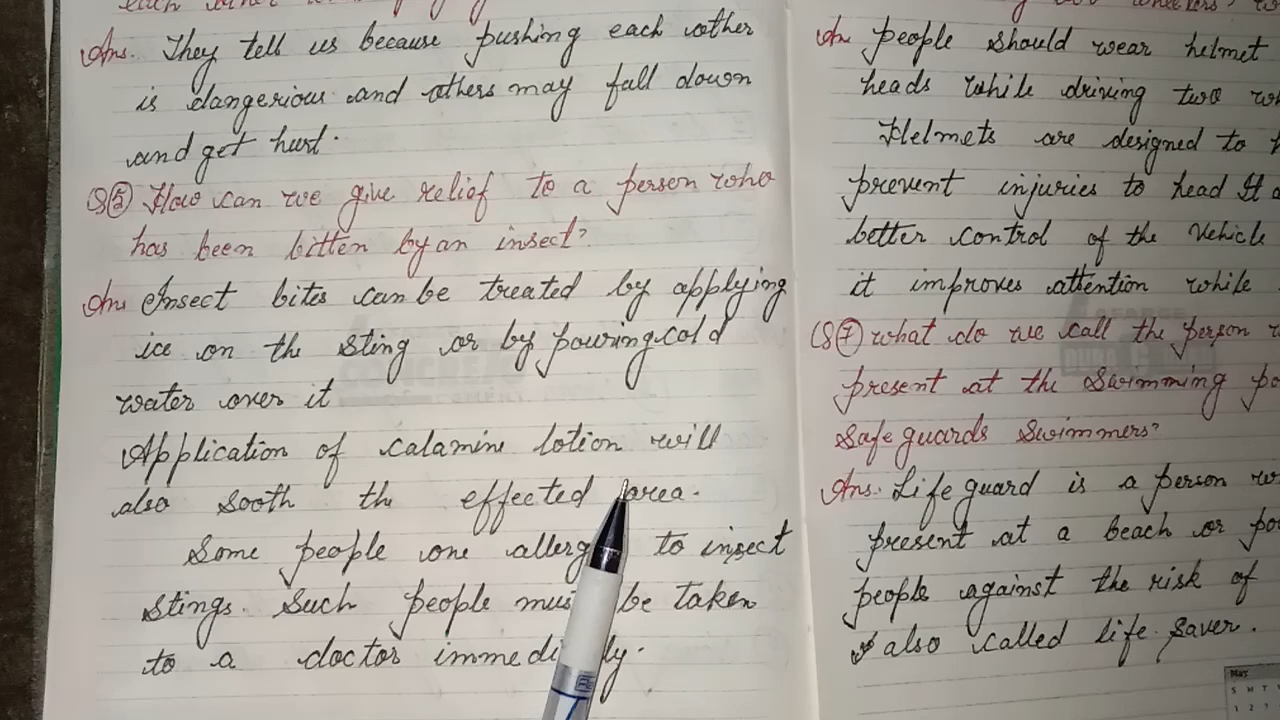 Ans. They tell us because pushing each other
is dangerious and others may fall down
and get hurt.
Q5 How can we give relief to a person who
has been bitten by an insect?
Ans Insect bites can be treated by applying
ice on the sting or by pouring cold
water over it
Application of calamine lotion will
also sooth the effected area.
Some people are to insect
stings. Such people be taken
to a doctor
An people should wear helmet
heads while driving two
Helmets are designed to
prevent injuries to head It
better control of the vehicle
it improves attention while
Q7 what do we call the person
present at the swimming
safe guards swimmers?
Ans. Life guard is a person
present at a beach or
people against the risk of
also called life saver.
May
S M T
1 2